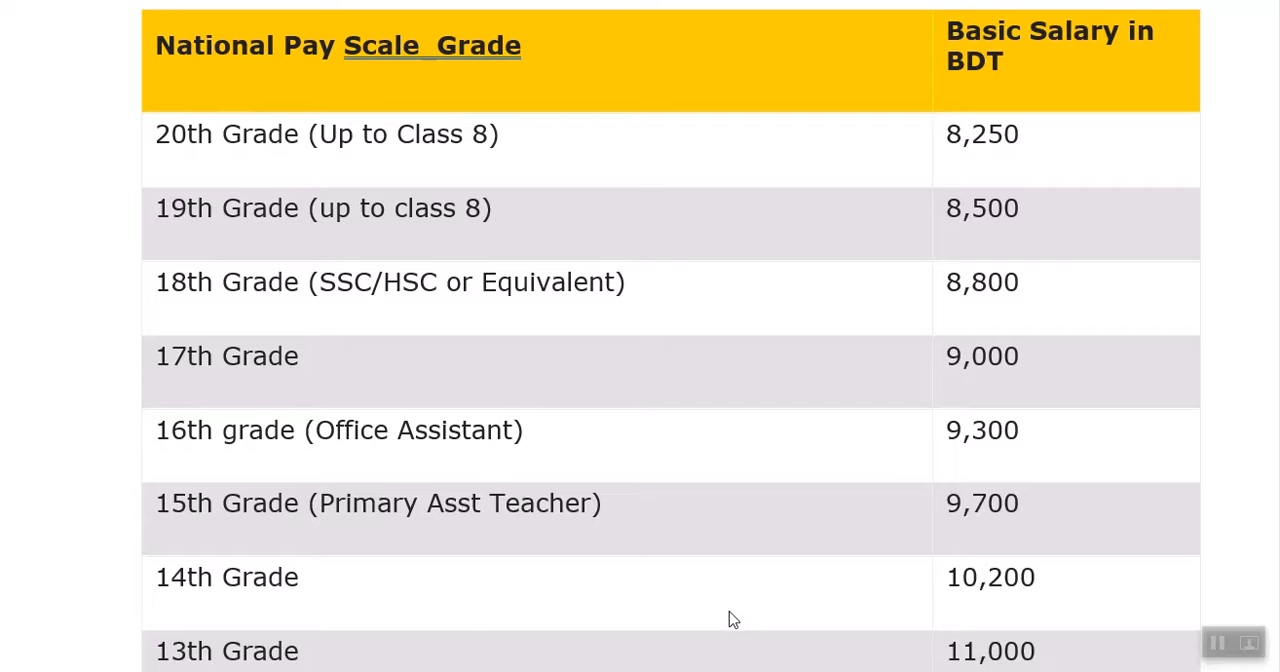 National Pay Scale_Grade
Basic Salary in
BDT
20th Grade (Up to Class 8)
8,250
19th Grade (up to class 8)
8,500
18th Grade (SSC/HSC or Equivalent)
8,800
17th Grade
9,000
16th grade (Office Assistant)
9,300
15th Grade (Primary Asst Teacher)
9,700
14th Grade
10,200
13th Grade
11,000